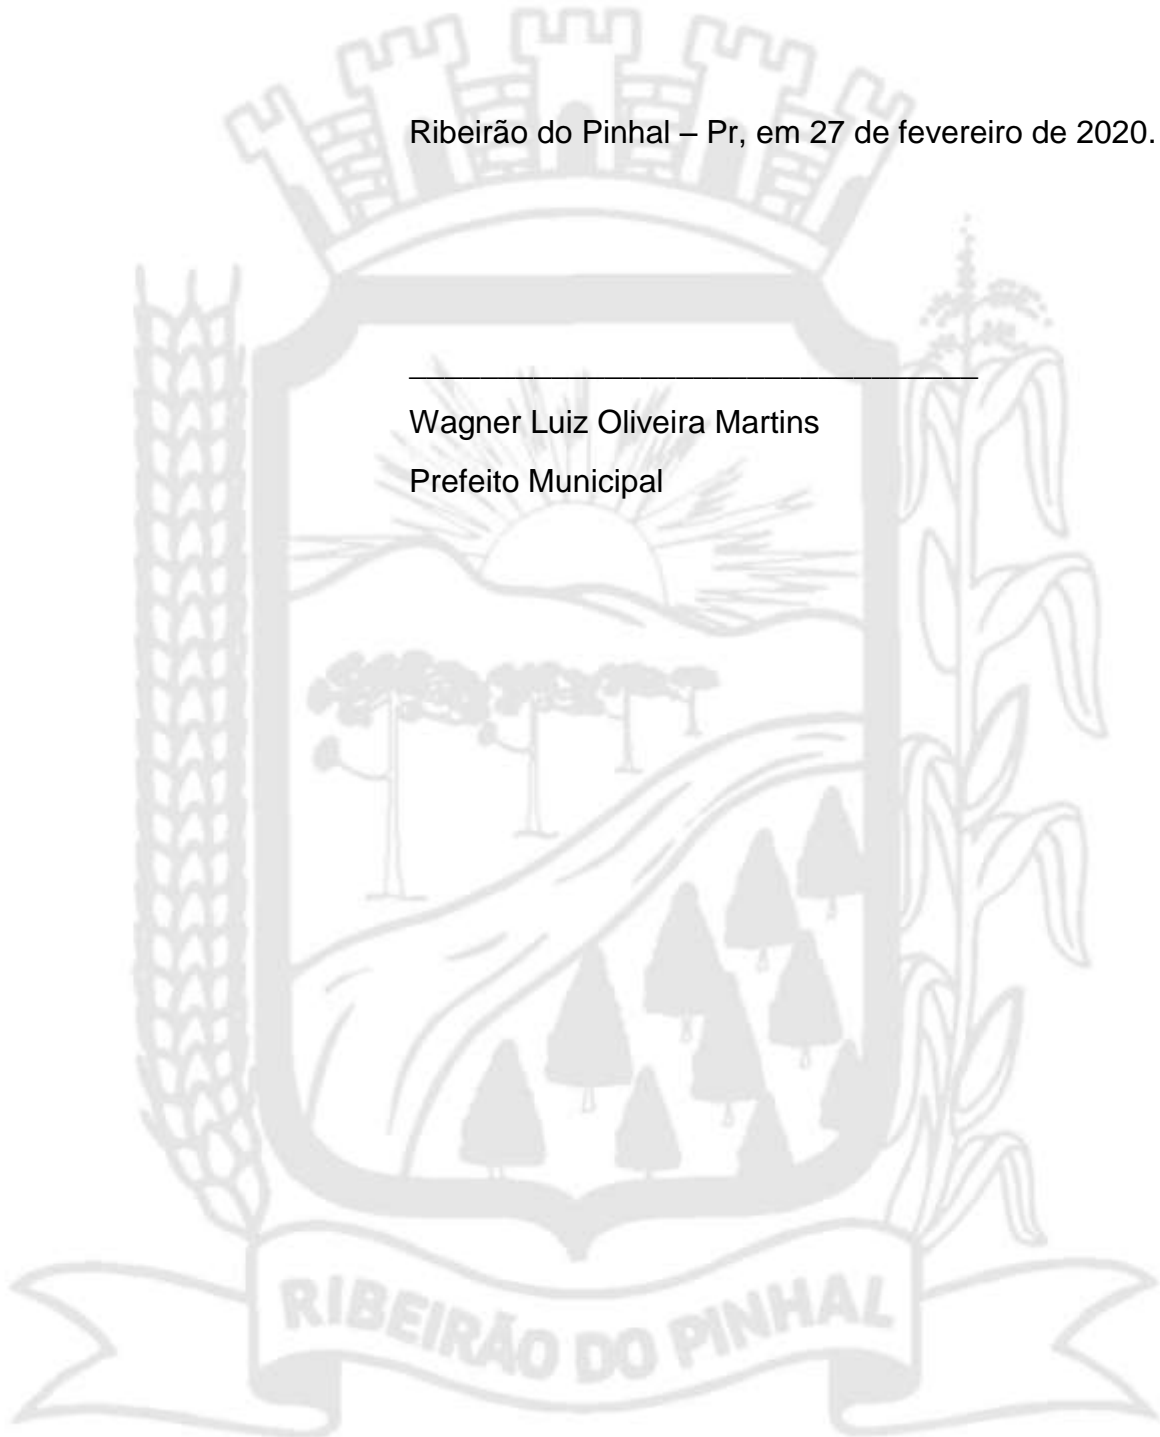 Ribeirão do Pinhal – Pr, em 27 de fevereiro de 2020.
________________________________
Wagner Luiz Oliveira Martins
Prefeito Municipal
RIBEIRÃO DO PINHAL